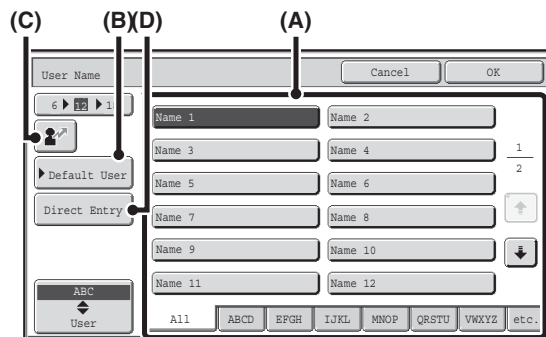 (C) (B)(D) (A)
User Name Cancel OK
6 12 1
Name 1 Name 2
Name 3 Name 4 1
Default User 2
Name 5 Name 6
Direct Entry
Name 7 Name 8
Name 9 Name 10
Name 11 Name 12
ABC
User
All ABCD EFGH IJKL MNOP QRSTU VWXYZ etc.